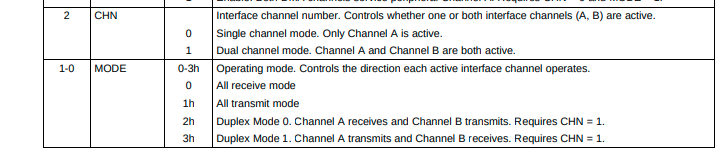 2 CHN Interface channel number. Controls whether one or both interface channels (A, B) are active.
0 Single channel mode. Only Channel A is active.
1 Dual channel mode. Channel A and Channel B are both active.
1-0 MODE 0-3h Operating mode. Controls the direction each active interface channel operates.
0 All receive mode
1h All transmit mode
2h Duplex Mode 0. Channel A receives and Channel B transmits. Requires CHN = 1.
3h Duplex Mode 1. Channel A transmits and Channel B receives. Requires CHN = 1.